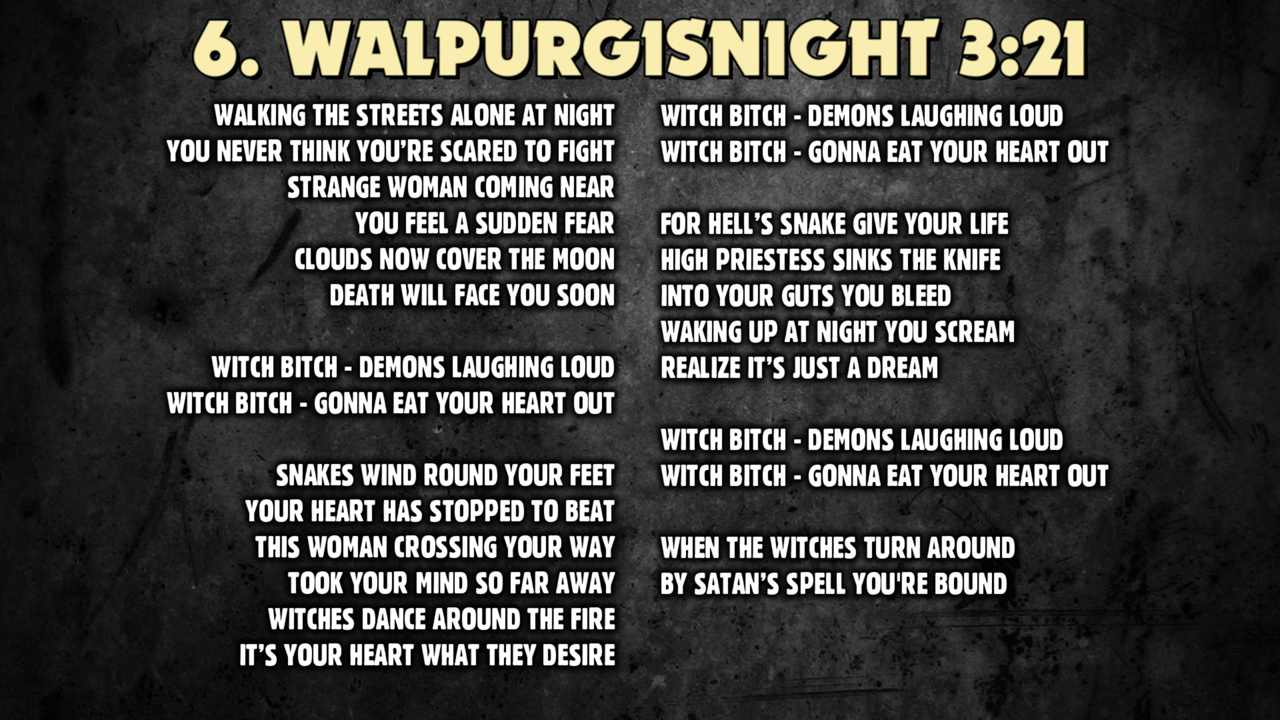 6. WALPURGISNIGHT 3:21
WALKING THE STREETS ALONE AT NIGHT
YOU NEVER THINK YOU'RE SCARED TO FIGHT
STRANGE WOMAN COMING NEAR
YOU FEEL A SUDDEN FEAR
CLOUDS NOW COVER THE MOON
DEATH WILL FACE YOU SOON
WITCH BITCH - DEMONS LAUGHING LOUD
WITCH BITCH - GONNA EAT YOUR HEART OUT
SNAKES WIND ROUND YOUR FEET
YOUR HEART HAS STOPPED TO BEAT
THIS WOMAN CROSSING YOUR WAY
TOOK YOUR MIND SO FAR AWAY
WITCHES DANCE AROUND THE FIRE
IT'S YOUR HEART WHAT THEY DESIRE
WITCH BITCH - DEMONS LAUGHING LOUD
WITCH BITCH - GONNA EAT YOUR HEART OUT
FOR HELL'S SNAKE GIVE YOUR LIFE
HIGH PRIESTESS SINKS THE KNIFE
INTO YOUR GUTS YOU BLEED
WAKING UP AT NIGHT YOU SCREAM
REALIZE IT'S JUST A DREAM
WITCH BITCH - DEMONS LAUGHING LOUD
WITCH BITCH - GONNA EAT YOUR HEART OUT
WHEN THE WITCHES TURN AROUND
BY SATAN'S SPELL YOU'RE BOUND